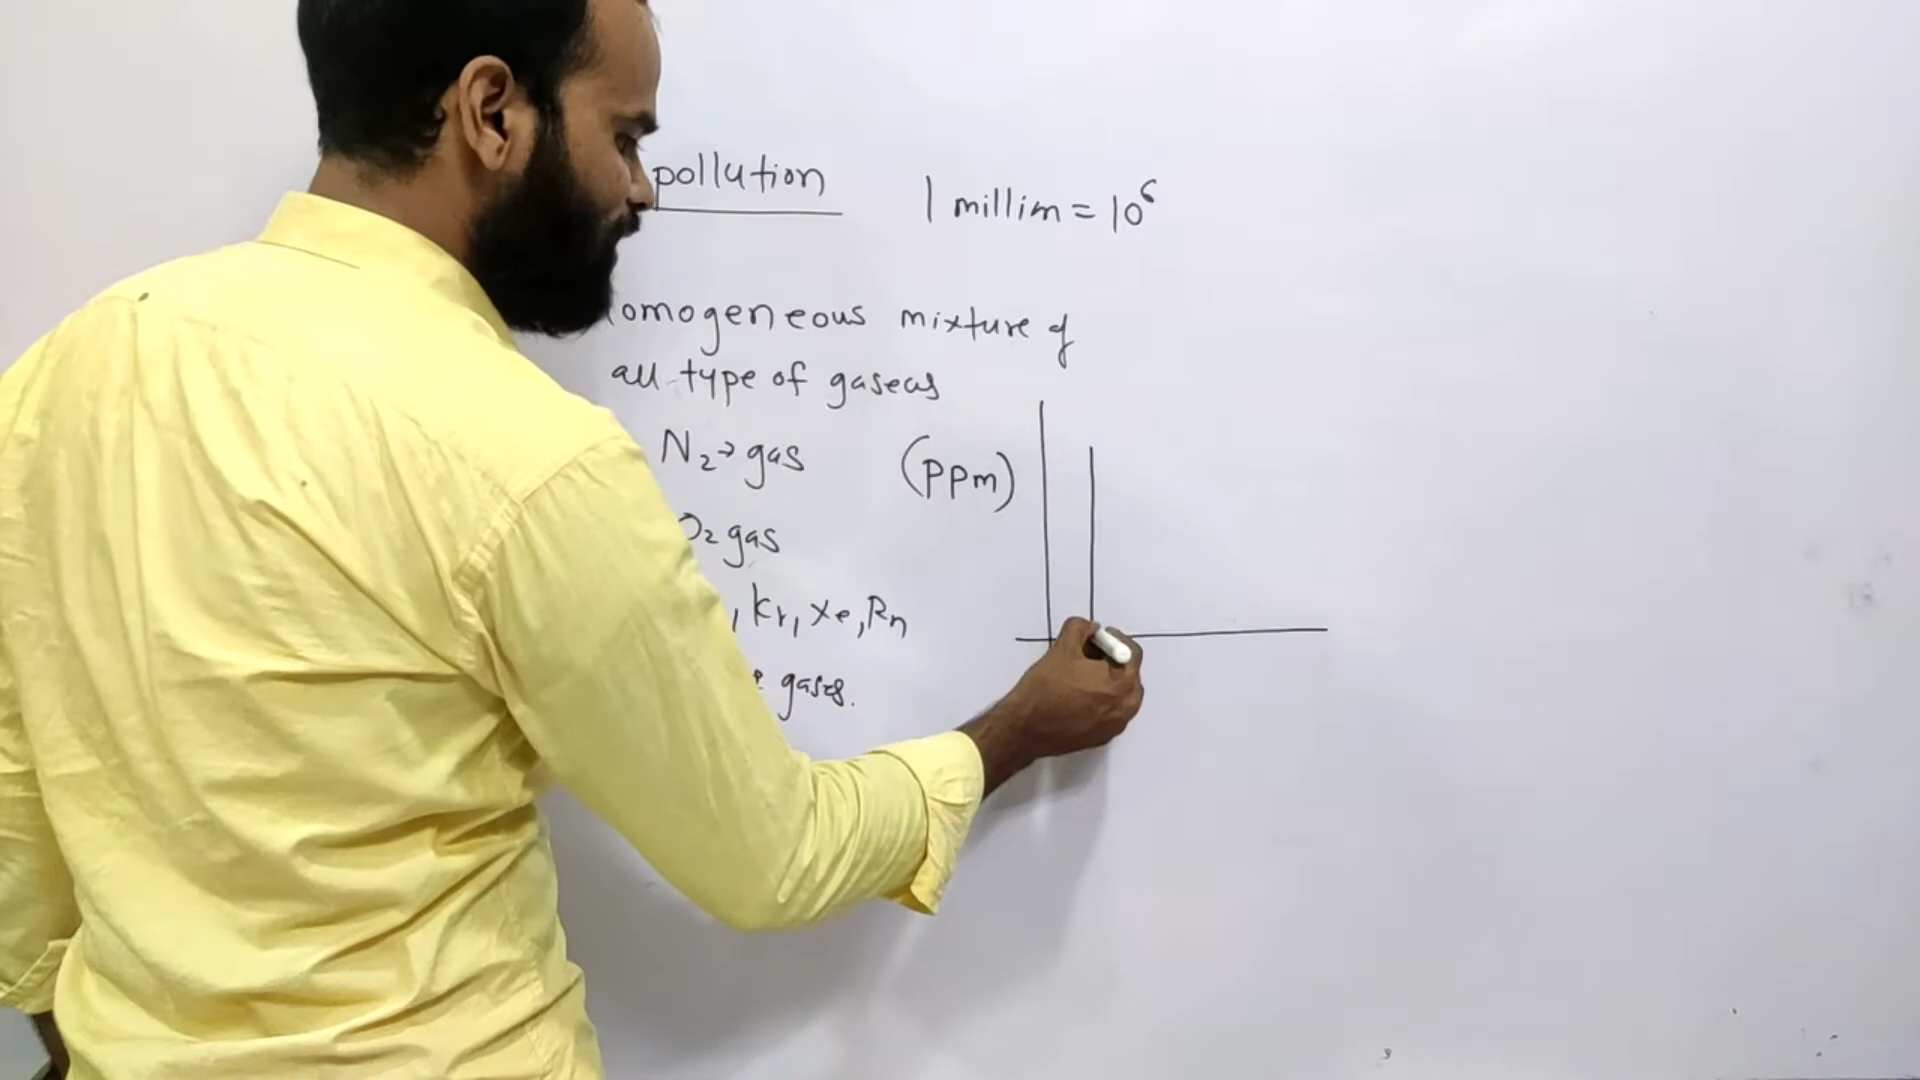 pollution
1 millim = 10⁶
omogeneous mixture of
all type of gaseous
N₂→gas
(PPm)
O₂ gas
, Kr, Xe, Rn
gases.